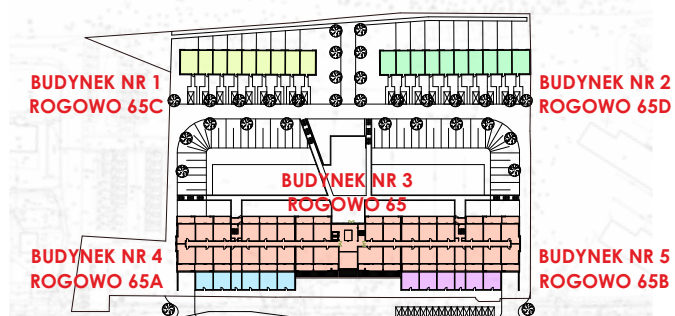 BUDYNEK NR 1
ROGOWO 65C
BUDYNEK NR 2
ROGOWO 65D
BUDYNEK NR 3
ROGOWO 65
BUDYNEK NR 4
ROGOWO 65A
BUDYNEK NR 5
ROGOWO 65B